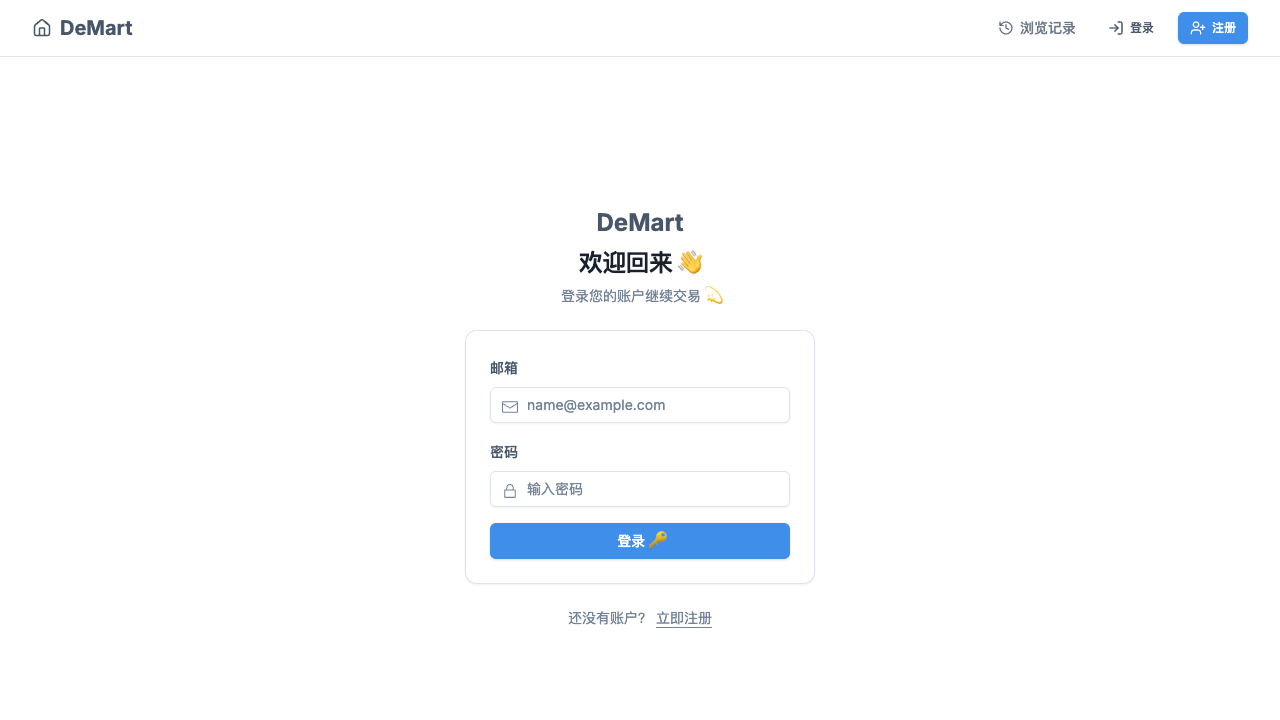 DeMart
浏览记录
登录
注册
DeMart
欢迎回来 👋
登录您的账户继续交易 💫
邮箱
name@example.com
密码
输入密码
登录 🔑
还没有账户? 立即注册